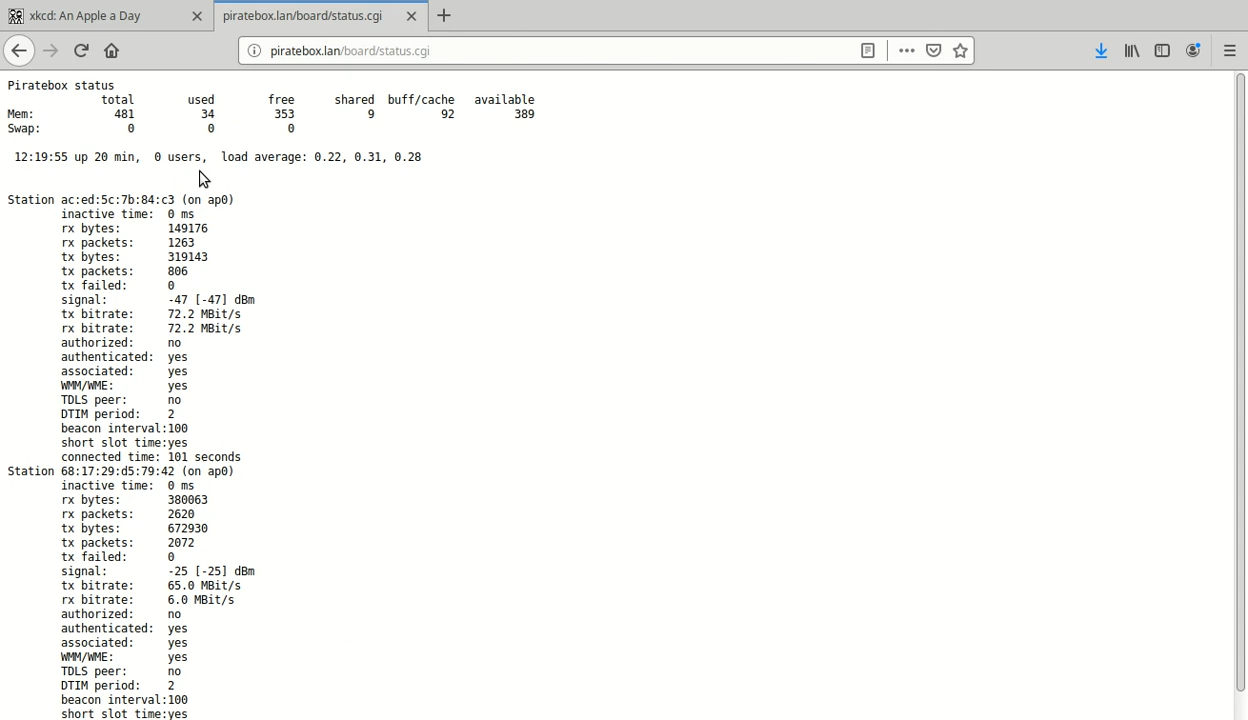 xkcd: An Apple a Day
piratebox.lan/board/status.cgi
piratebox.lan/board/status.cgi
Piratebox status
              total        used        free      shared  buff/cache   available
Mem:            481          34         353           9          92         389
Swap:             0           0           0
 12:19:55 up 20 min,  0 users,  load average: 0.22, 0.31, 0.28
Station ac:ed:5c:7b:84:c3 (on ap0)
inactive time:  0 ms
rx bytes:       149176
rx packets:     1263
tx bytes:       319143
tx packets:     806
tx failed:      0
signal:         -47 [-47] dBm
tx bitrate:     72.2 MBit/s
rx bitrate:     72.2 MBit/s
authorized:     no
authenticated:  yes
associated:     yes
WMM/WME:        yes
TDLS peer:      no
DTIM period:    2
beacon interval:100
short slot time:yes
connected time: 101 seconds
Station 68:17:29:d5:79:42 (on ap0)
inactive time:  0 ms
rx bytes:       380063
rx packets:     2620
tx bytes:       672930
tx packets:     2072
tx failed:      0
signal:         -25 [-25] dBm
tx bitrate:     65.0 MBit/s
rx bitrate:     6.0 MBit/s
authorized:     no
authenticated:  yes
associated:     yes
WMM/WME:        yes
TDLS peer:      no
DTIM period:    2
beacon interval:100
short slot time:yes